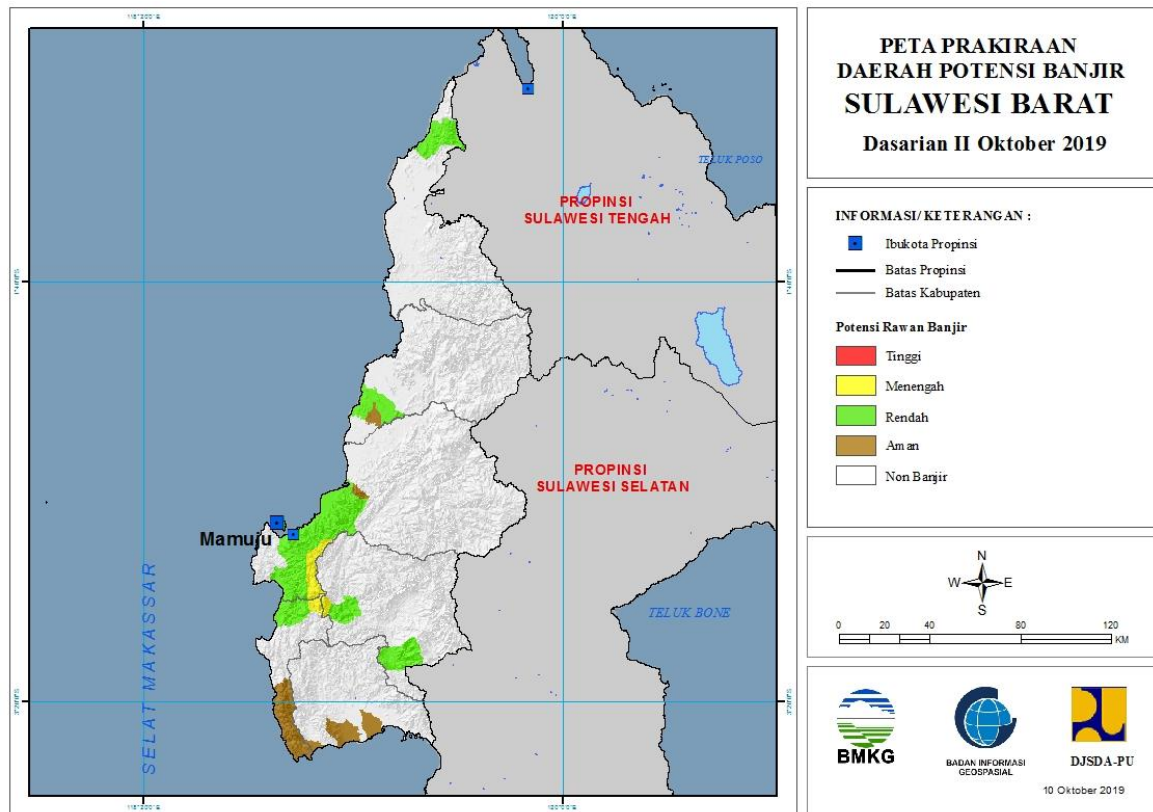 PETA PRAKIRAAN
DAERAH POTENSI BANJIR
SULAWESI BARAT
Dasarian II Oktober 2019
INFORMASI/ KETERANGAN :
Ibukota Propinsi
Batas Propinsi
Batas Kabupaten
Potensi Rawan Banjir
Tinggi
Menengah
Rendah
Aman
Non Banjir
N
W E
S
0 20 40 80 120
KM
BMKG
BADAN INFORMASI
GEOSPASIAL
DJSDA-PU
10 Oktober 2019
TELUK POSO
PROPINSI
SULAWESI TENGAH
PROPINSI
SULAWESI SELATAN
Mamuju
TELUK BONE
SELAT MAKASSAR